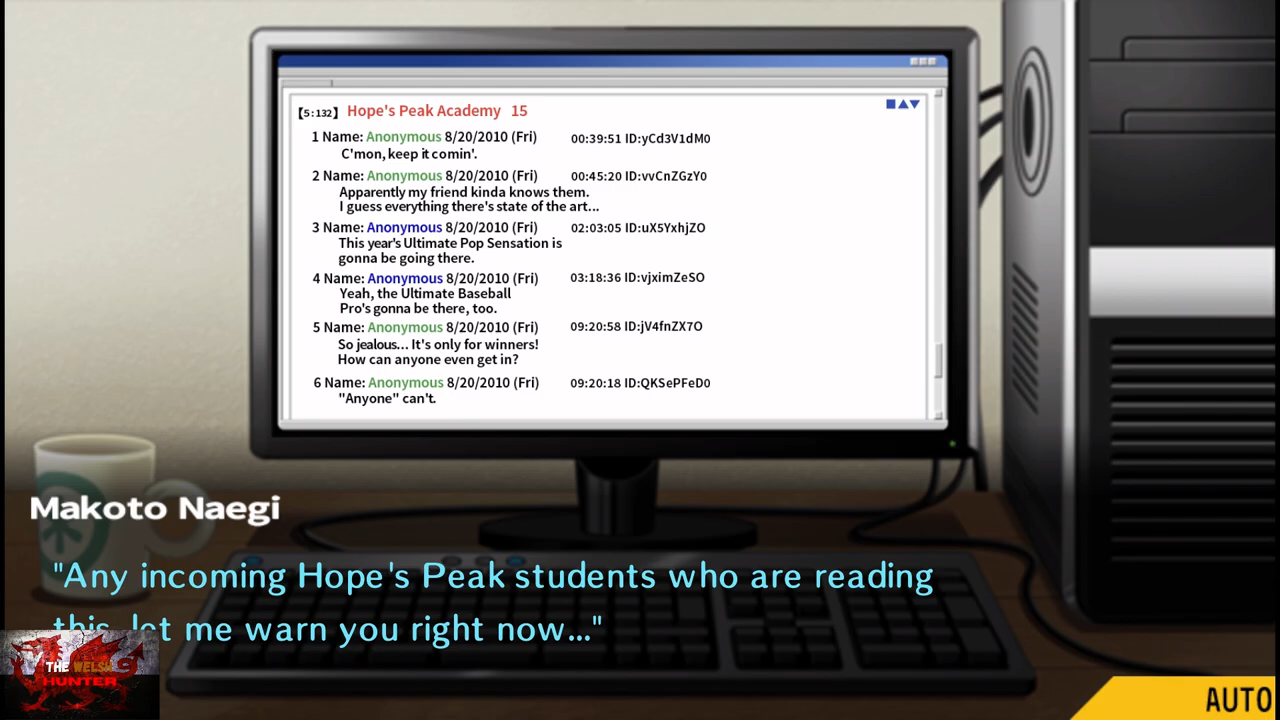 【5:132】 Hope's Peak Academy 15
1 Name: Anonymous 8/20/2010 (Fri) 00:39:51 ID:yCd3V1dM0
C'mon, keep it comin'.
2 Name: Anonymous 8/20/2010 (Fri) 00:45:20 ID:vvCnZGzY0
Apparently my friend kinda knows them.
I guess everything there's state of the art...
3 Name: Anonymous 8/20/2010 (Fri) 02:03:05 ID:uX5YxhjZO
This year's Ultimate Pop Sensation is
gonna be going there.
4 Name: Anonymous 8/20/2010 (Fri) 03:18:36 ID:vjximZeSO
Yeah, the Ultimate Baseball
Pro's gonna be there, too.
5 Name: Anonymous 8/20/2010 (Fri) 09:20:58 ID:jV4fnZX7O
So jealous... It's only for winners!
How can anyone even get in?
6 Name: Anonymous 8/20/2010 (Fri) 09:20:18 ID:QKSePFeD0
"Anyone" can't.
Makoto Naegi
"Any incoming Hope's Peak students who are reading
this, let me warn you right now..."
THE WELSH
HUNTER
AUTO